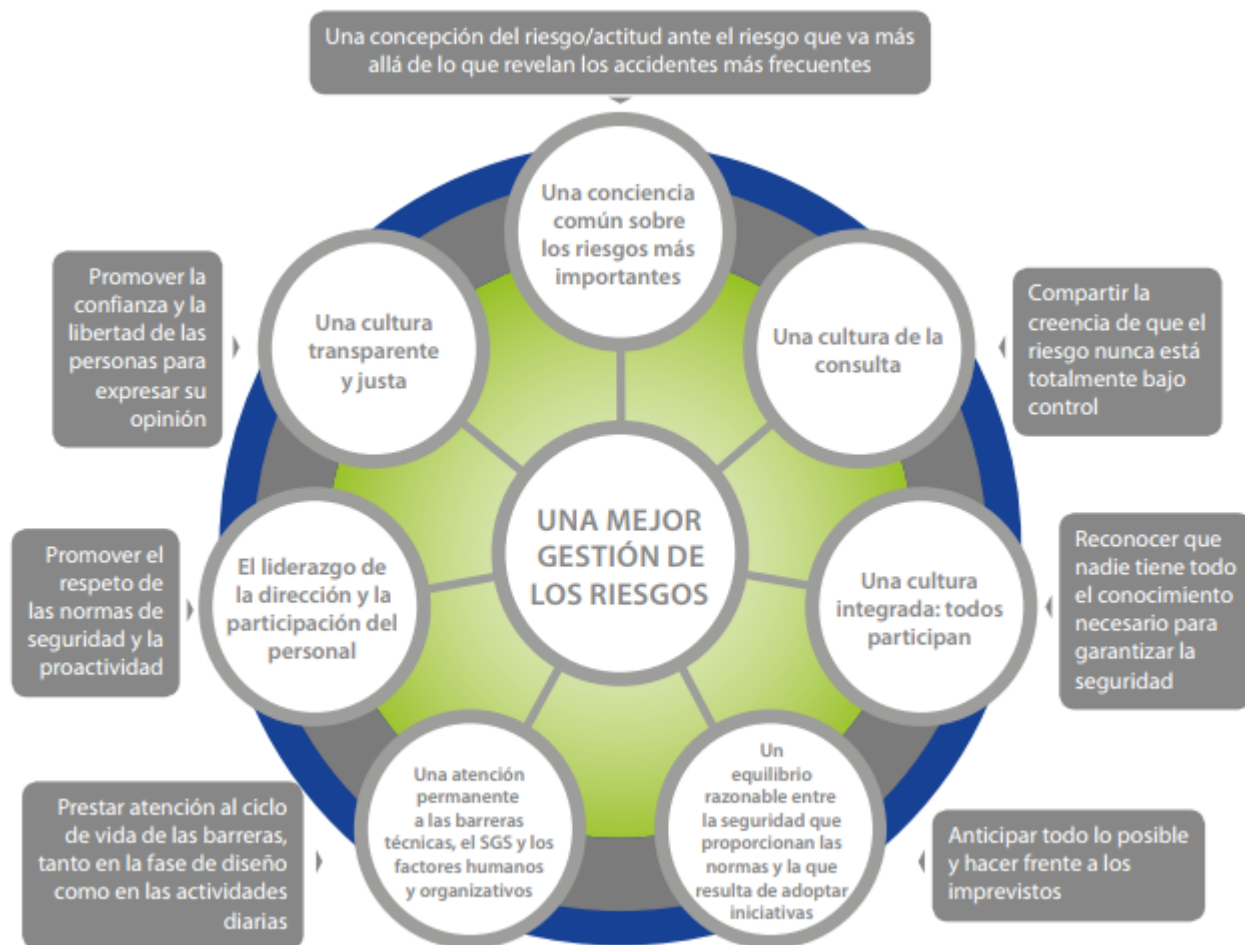 Una concepción del riesgo/actitud ante el riesgo que va más
allá de lo que revelan los accidentes más frecuentes
Una conciencia
común sobre
los riesgos más
importantes
Promover la
confianza y la
libertad de las
personas para
expresar su
opinión
Una cultura
transparente
y justa
Una cultura de la
consulta
Compartir la
creencia de que el
riesgo nunca está
totalmente bajo
control
UNA MEJOR
GESTIÓN DE
LOS RIESGOS
Promover el
respeto de
las normas de
seguridad y la
proactividad
El liderazgo de
la dirección y la
participación del
personal
Una cultura
integrada: todos
participan
Reconocer que
nadie tiene todo
el conocimiento
necesario para
garantizar la
seguridad
Prestar atención al ciclo
de vida de las barreras,
tanto en la fase de diseño
como en las actividades
diarias
Una atención
permanente
a las barreras
técnicas, el SGS y los
factores humanos
y organizativos
Un
equilibrio
razonable entre
la seguridad que
proporcionan las
normas y la que
resulta de adoptar
iniciativas
Anticipar todo lo posible
y hacer frente a los
imprevistos